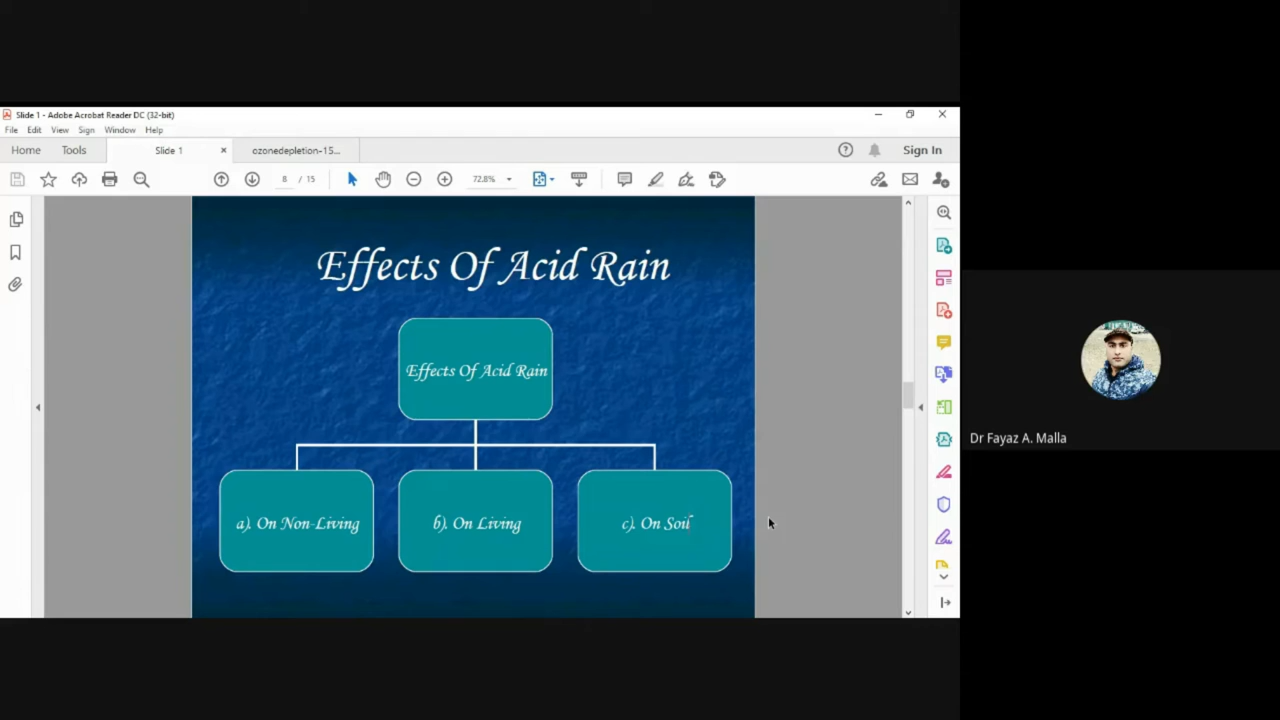 Slide 1 - Adobe Acrobat Reader DC (32-bit)
File Edit View Sign Window Help
Home Tools Slide 1 × ozonedepletion-15... Sign In
8 / 15 72.8%
Effects Of Acid Rain
Effects Of Acid Rain
a). On Non-Living b). On Living c). On Soil
Dr Fayaz A. Malla